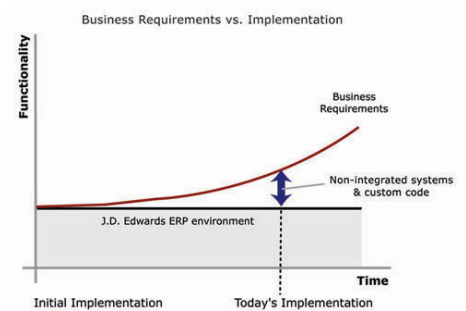 Business Requirements vs. Implementation
Functionality
Business
Requirements
Non-integrated systems
& custom code
J.D. Edwards ERP environment
Time
Initial Implementation
Today's Implementation